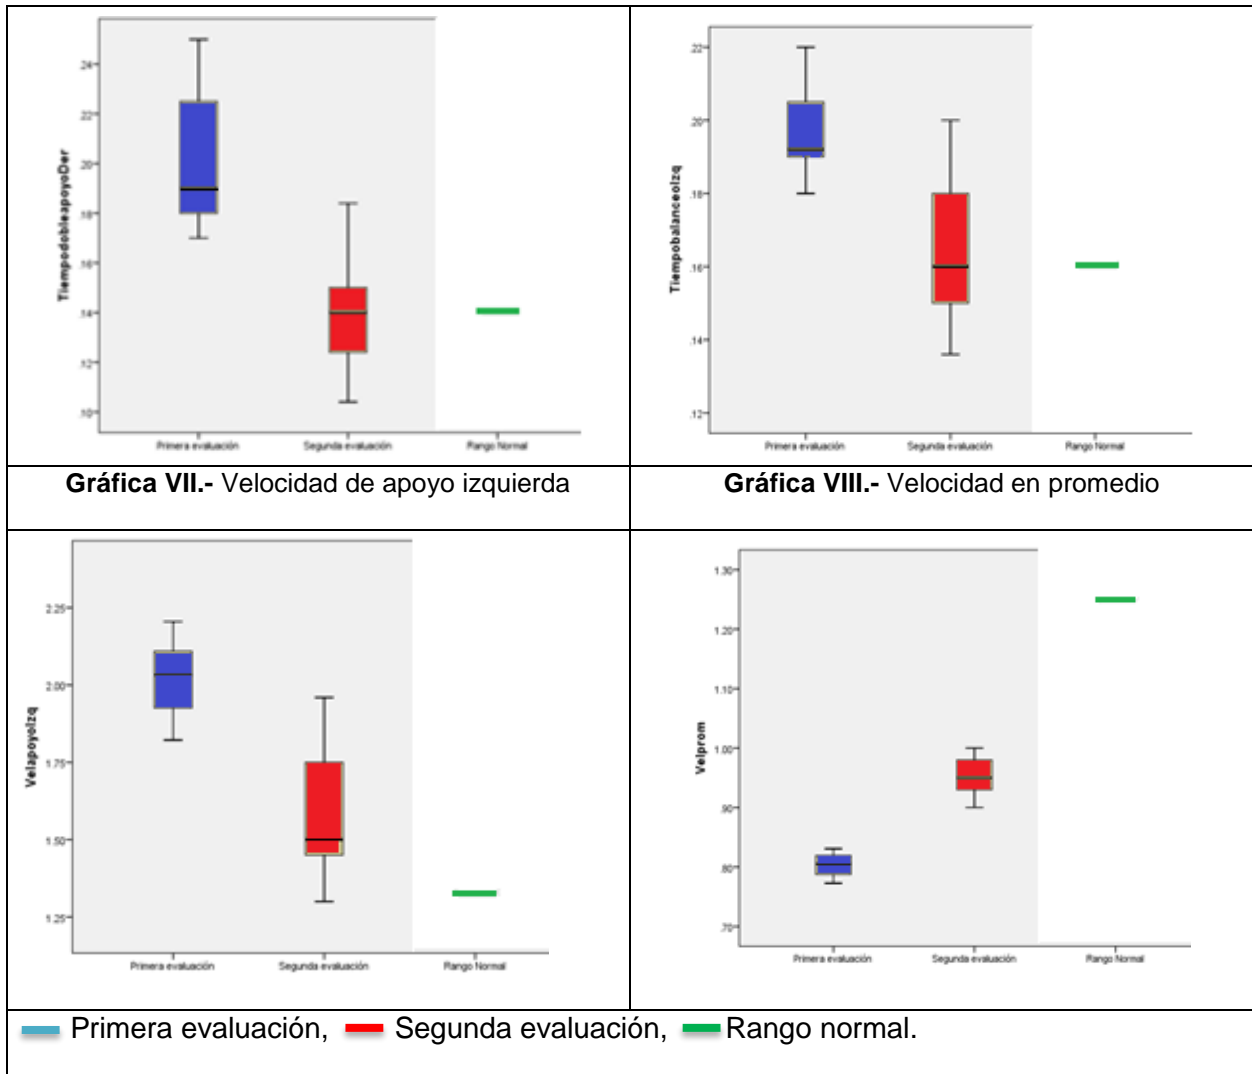 .24
.22
.20
.18
.16
.14
.12
.10
TiempodobleapoyoDer
Primera evaluación
Segunda evaluación
Rango Normal
.22
.20
.18
.16
.14
.12
TiempobalanceoIzq
Primera evaluación
Segunda evaluación
Rango Normal
Gráfica VII.- Velocidad de apoyo izquierda
Gráfica VIII.- Velocidad en promedio
2.25
2.00
1.75
1.50
1.25
VelapoyoIzq
Primera evaluación
Segunda evaluación
Rango Normal
1.30
1.20
1.10
1.00
.90
.80
.70
Velprom
Primera evaluación
Segunda evaluación
Rango Normal
Primera evaluación, Segunda evaluación, Rango normal.